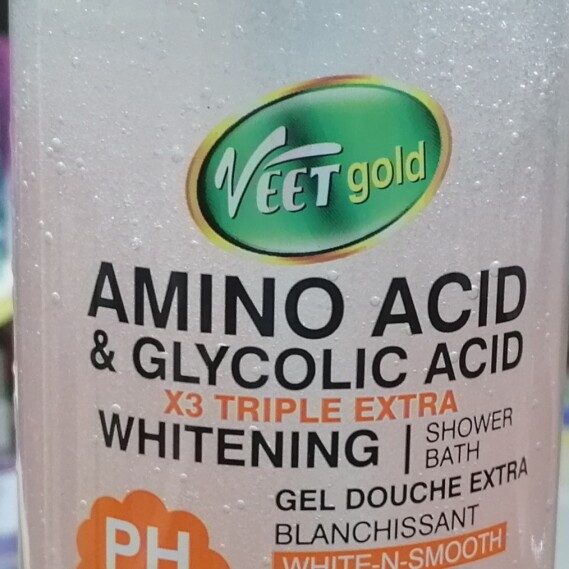 VEET gold
AMINO ACID
& GLYCOLIC ACID
X3 TRIPLE EXTRA
WHITENING | SHOWER
BATH
GEL DOUCHE EXTRA
BLANCHISSANT
WHITE-N-SMOOTH
PH